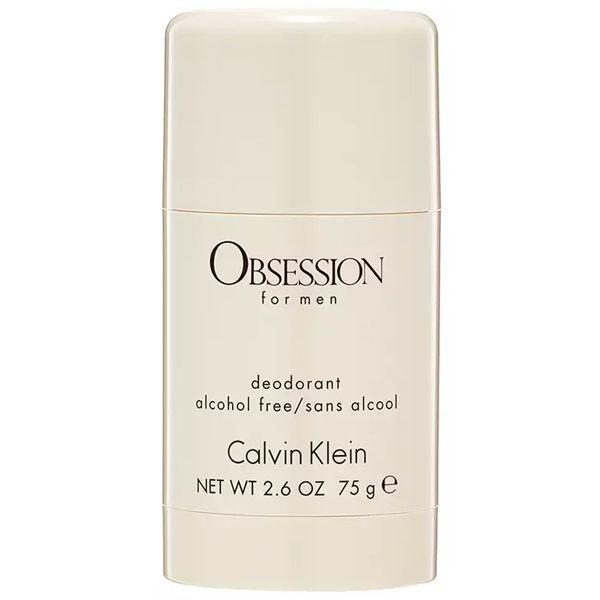 OBSESSION
for men
deodorant
alcohol free/sans alcool
Calvin Klein
NET WT 2.6 OZ 75 g ℮